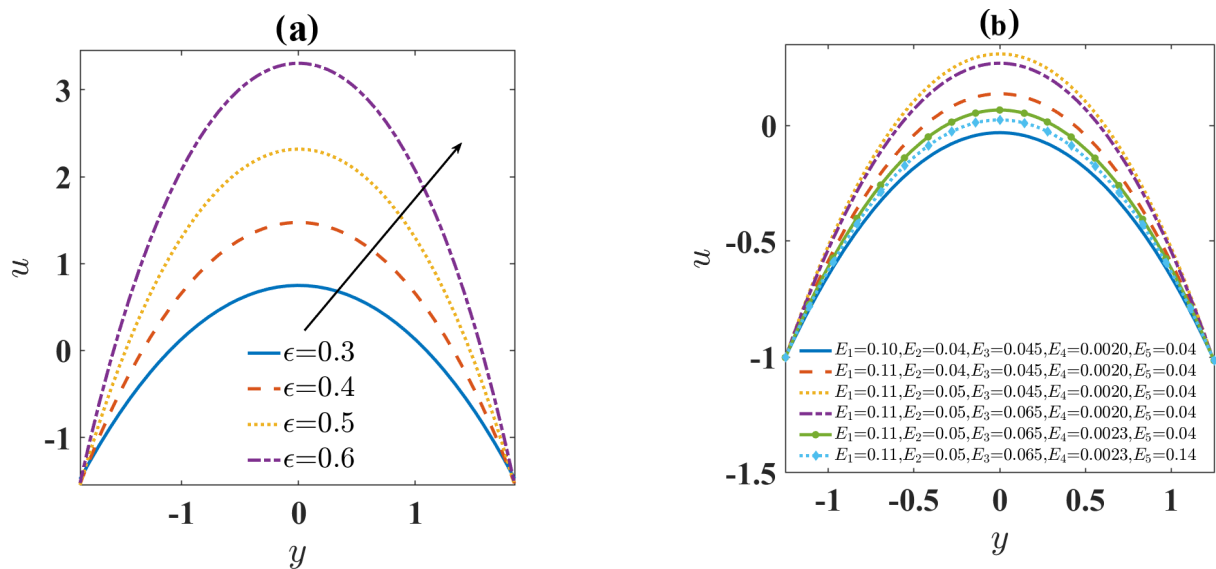 (a)
3
2
1
0
-1
u
ϵ=0.3
ϵ=0.4
ϵ=0.5
ϵ=0.6
-1 0 1
y
(b)
0
-0.5
-1
-1.5
u
E₁=0.10,E₂=0.04,E₃=0.045,E₄=0.0020,E₅=0.04
E₁=0.11,E₂=0.04,E₃=0.045,E₄=0.0020,E₅=0.04
E₁=0.11,E₂=0.05,E₃=0.045,E₄=0.0020,E₅=0.04
E₁=0.11,E₂=0.05,E₃=0.065,E₄=0.0020,E₅=0.04
E₁=0.11,E₂=0.05,E₃=0.065,E₄=0.0023,E₅=0.04
E₁=0.11,E₂=0.05,E₃=0.065,E₄=0.0023,E₅=0.14
-1 -0.5 0 0.5 1
y